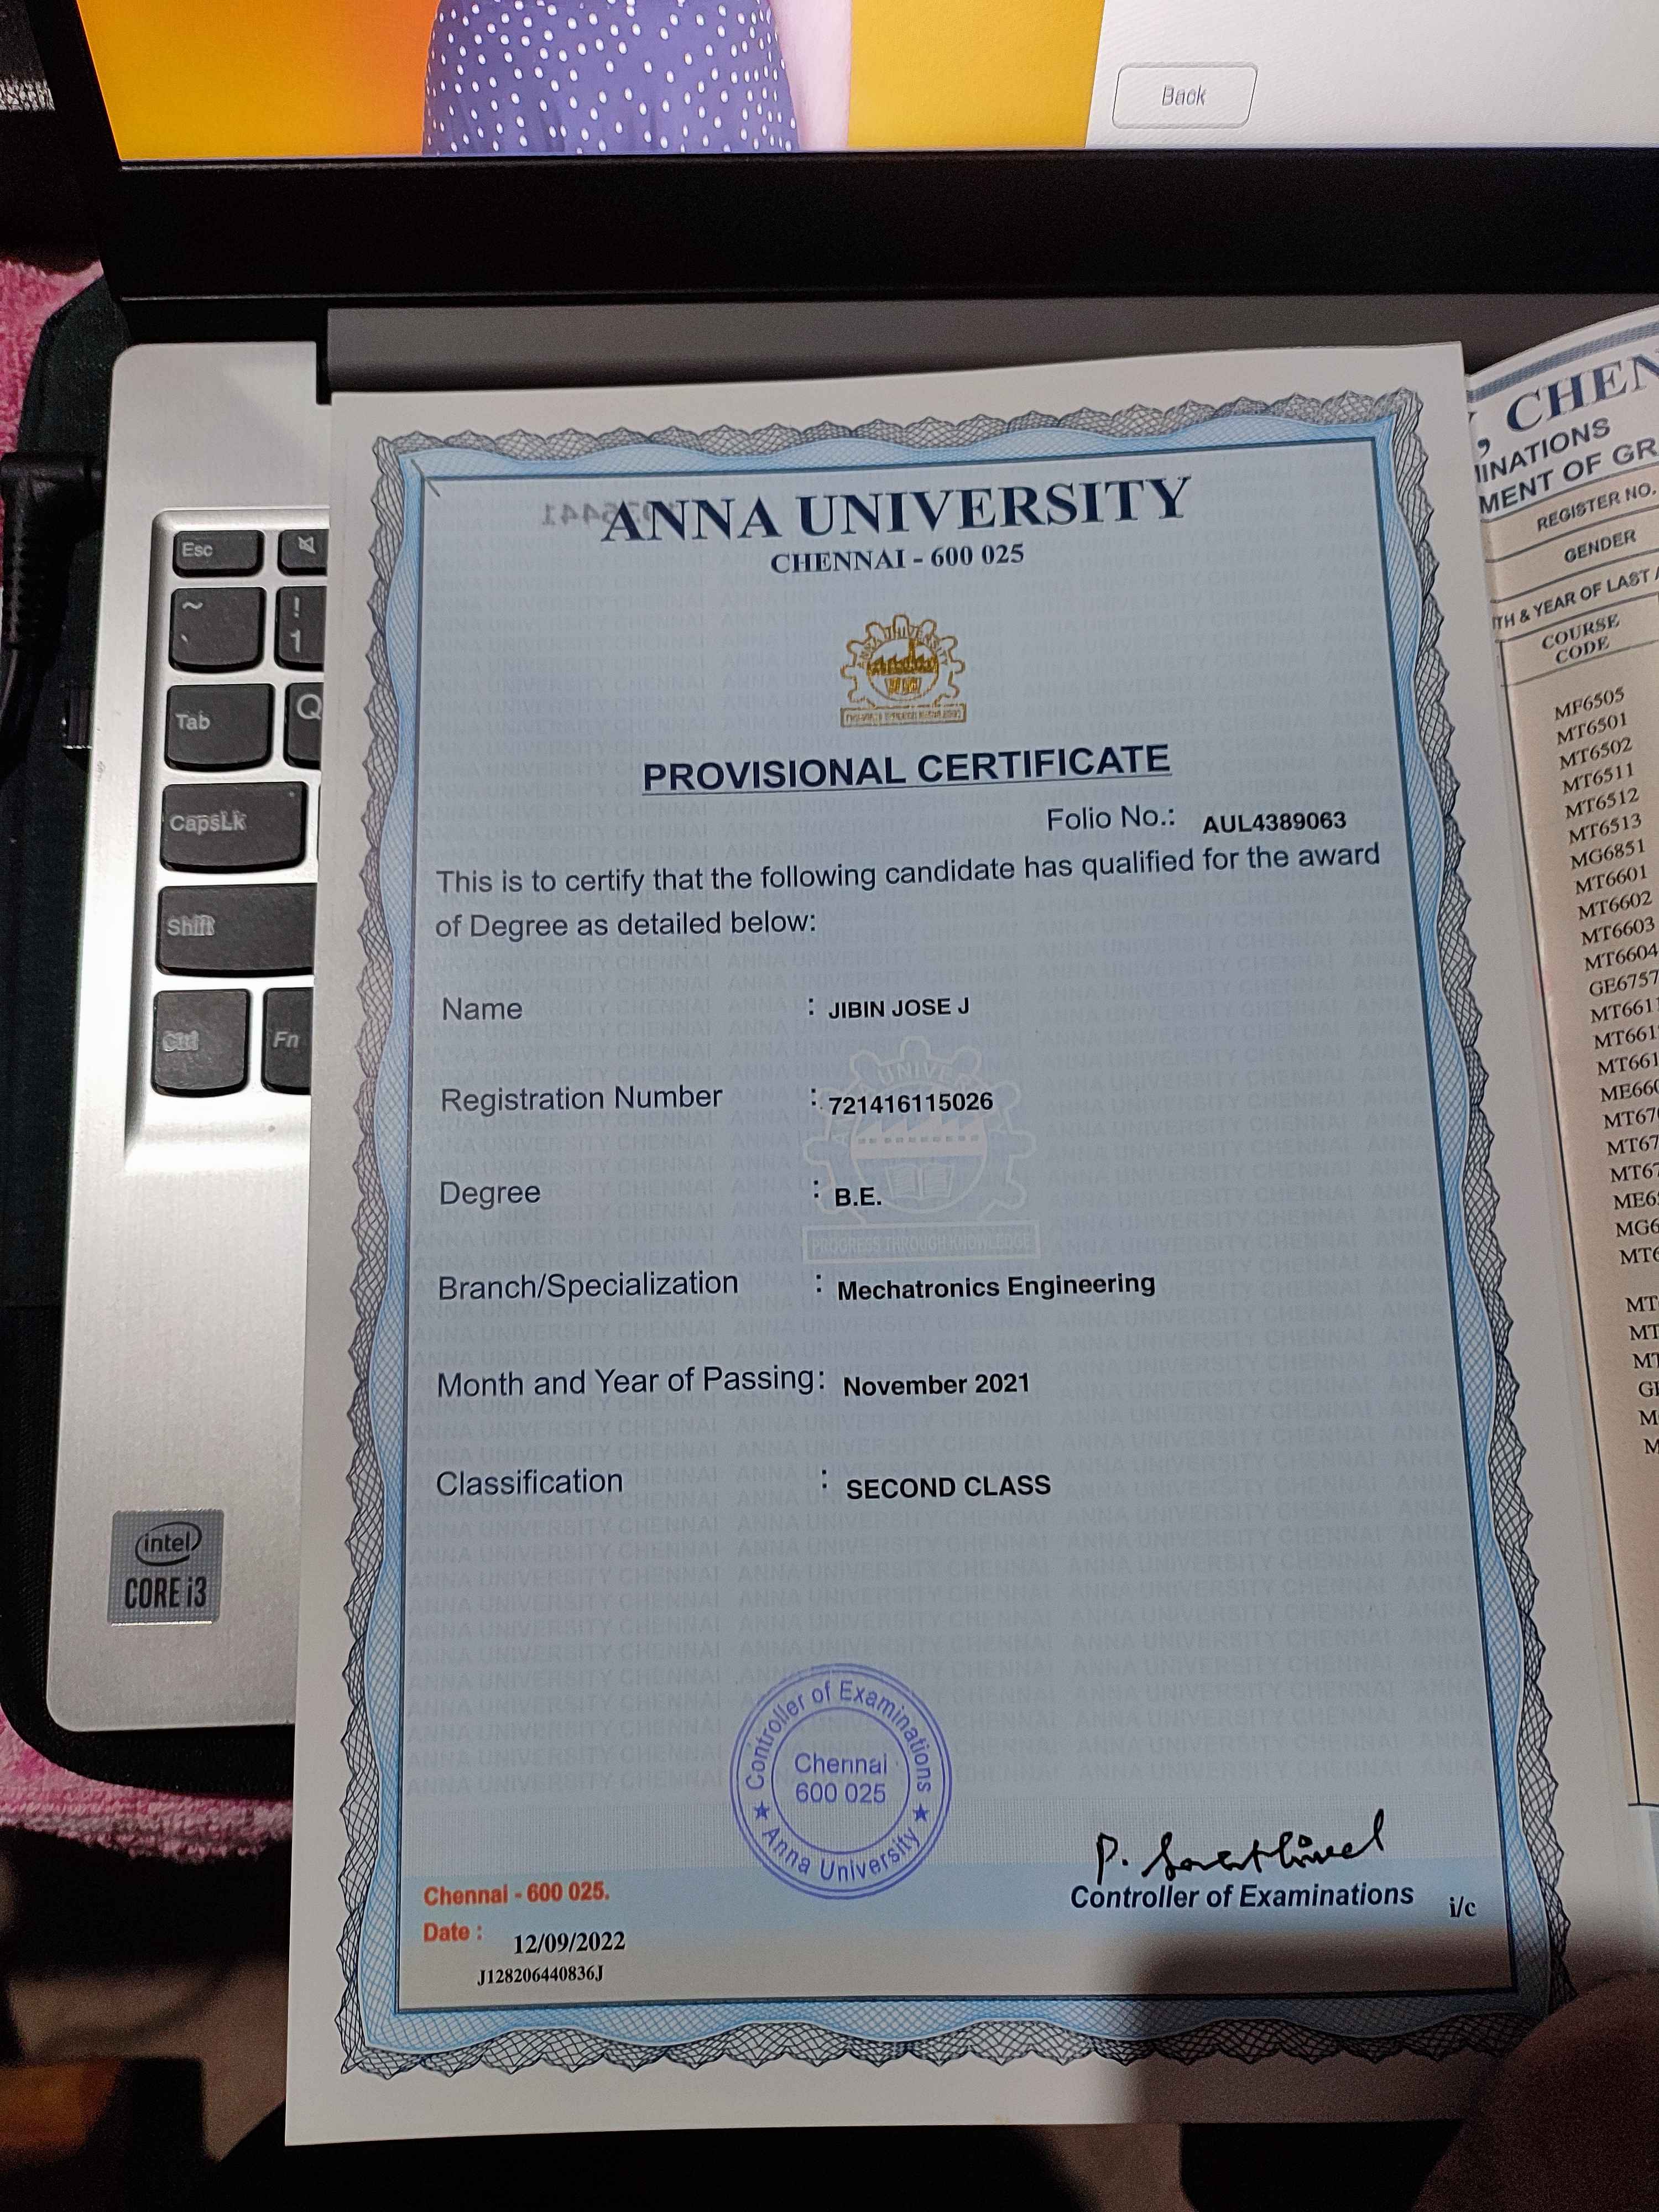 Back
Esc
~
`
!
1
Tab
Q
CapsLk
Shift
Ctrl
Fn
intel
CORE i3
ANNA UNIVERSITY
CHENNAI - 600 025
ANNA UNIVERSITY
PROVISIONAL CERTIFICATE
Folio No.: AUL4389063
This is to certify that the following candidate has qualified for the award
of Degree as detailed below:
Name : JIBIN JOSE J
Registration Number : 721416115026
Degree : B.E.
Branch/Specialization : Mechatronics Engineering
Month and Year of Passing: November 2021
Classification : SECOND CLASS
PROGRESS THROUGH KNOWLEDGE
Controller of Examinations
Chennai
600 025
★ Anna University ★
P. Sakthivel
Controller of Examinations i/c
Chennai - 600 025.
Date : 12/09/2022
J128206440836J
, CHEN
INATIONS
MENT OF GR
REGISTER NO.
GENDER
TH & YEAR OF LAST
COURSE
CODE
MF6505
MT6501
MT6502
MT6511
MT6512
MT6513
MG6851
MT6601
MT6602
MT6603
MT6604
GE6757
MT661
MT661
MT661
ME660
MT67
MT67
MT67
ME6
MG6
MT6
MT
MT
MT
G
M
M